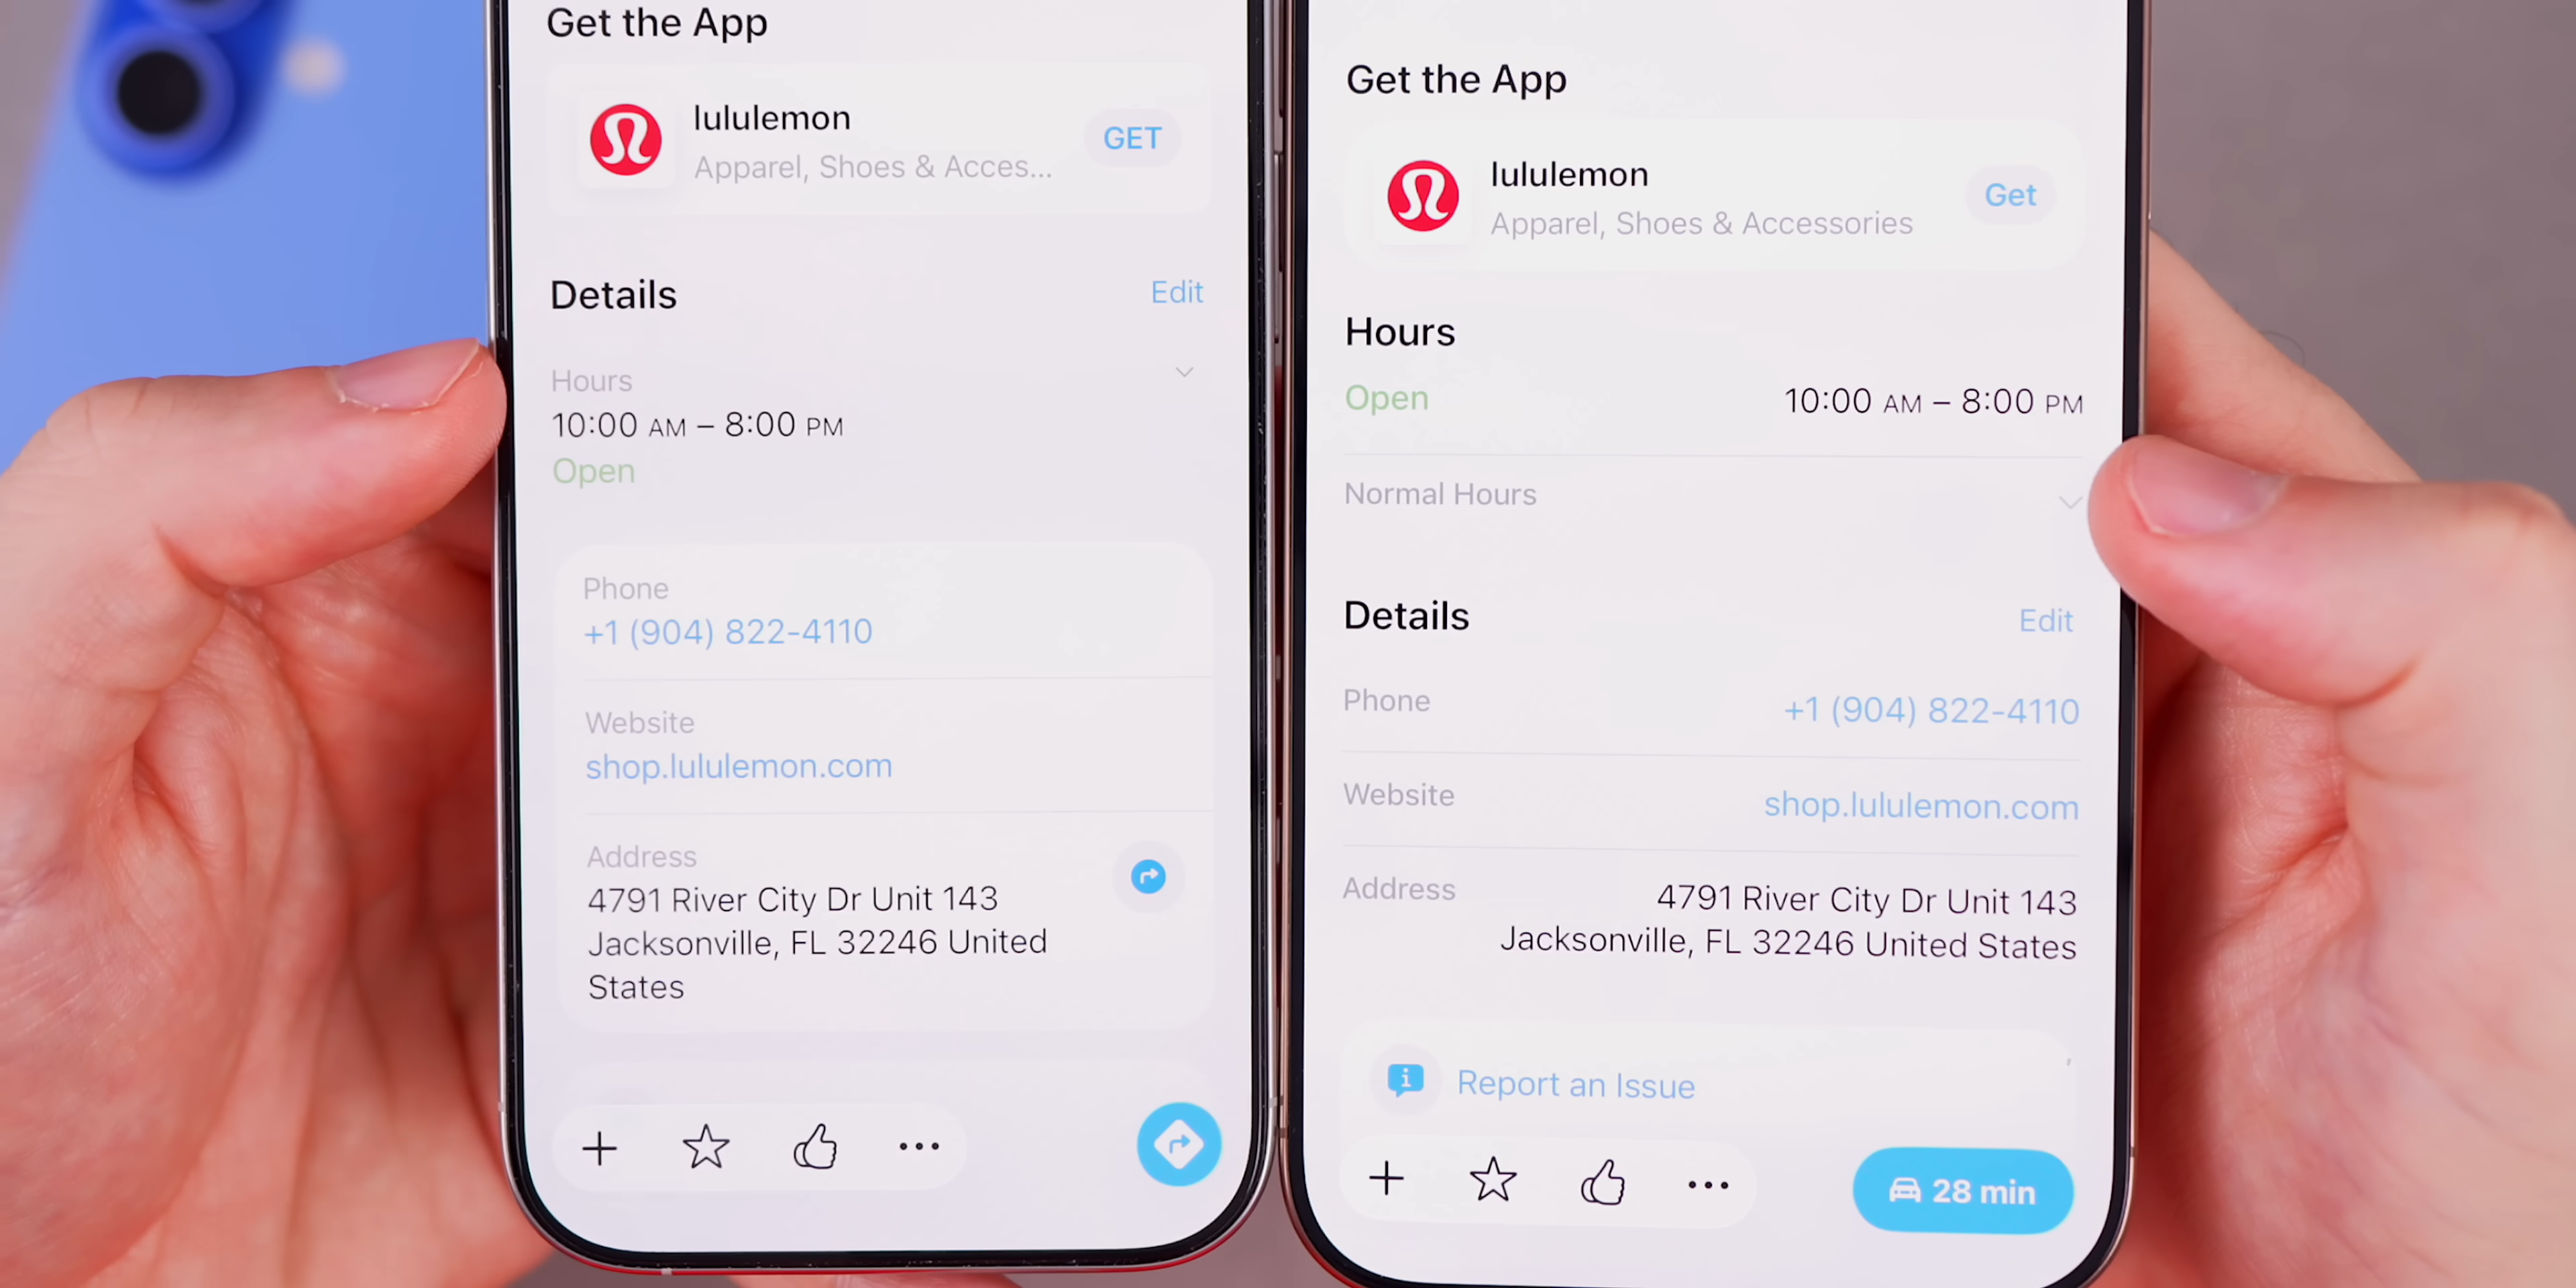 Get the App
lululemon
Apparel, Shoes & Acces...
GET
Details
Edit
Hours
10:00 AM – 8:00 PM
Open
Phone
+1 (904) 822-4110
Website
shop.lululemon.com
Address
4791 River City Dr Unit 143
Jacksonville, FL 32246 United
States
Get the App
lululemon
Apparel, Shoes & Accessories
Get
Hours
Open
10:00 AM – 8:00 PM
Normal Hours
Details
Edit
Phone
+1 (904) 822-4110
Website
shop.lululemon.com
Address
4791 River City Dr Unit 143
Jacksonville, FL 32246 United States
Report an Issue
28 min